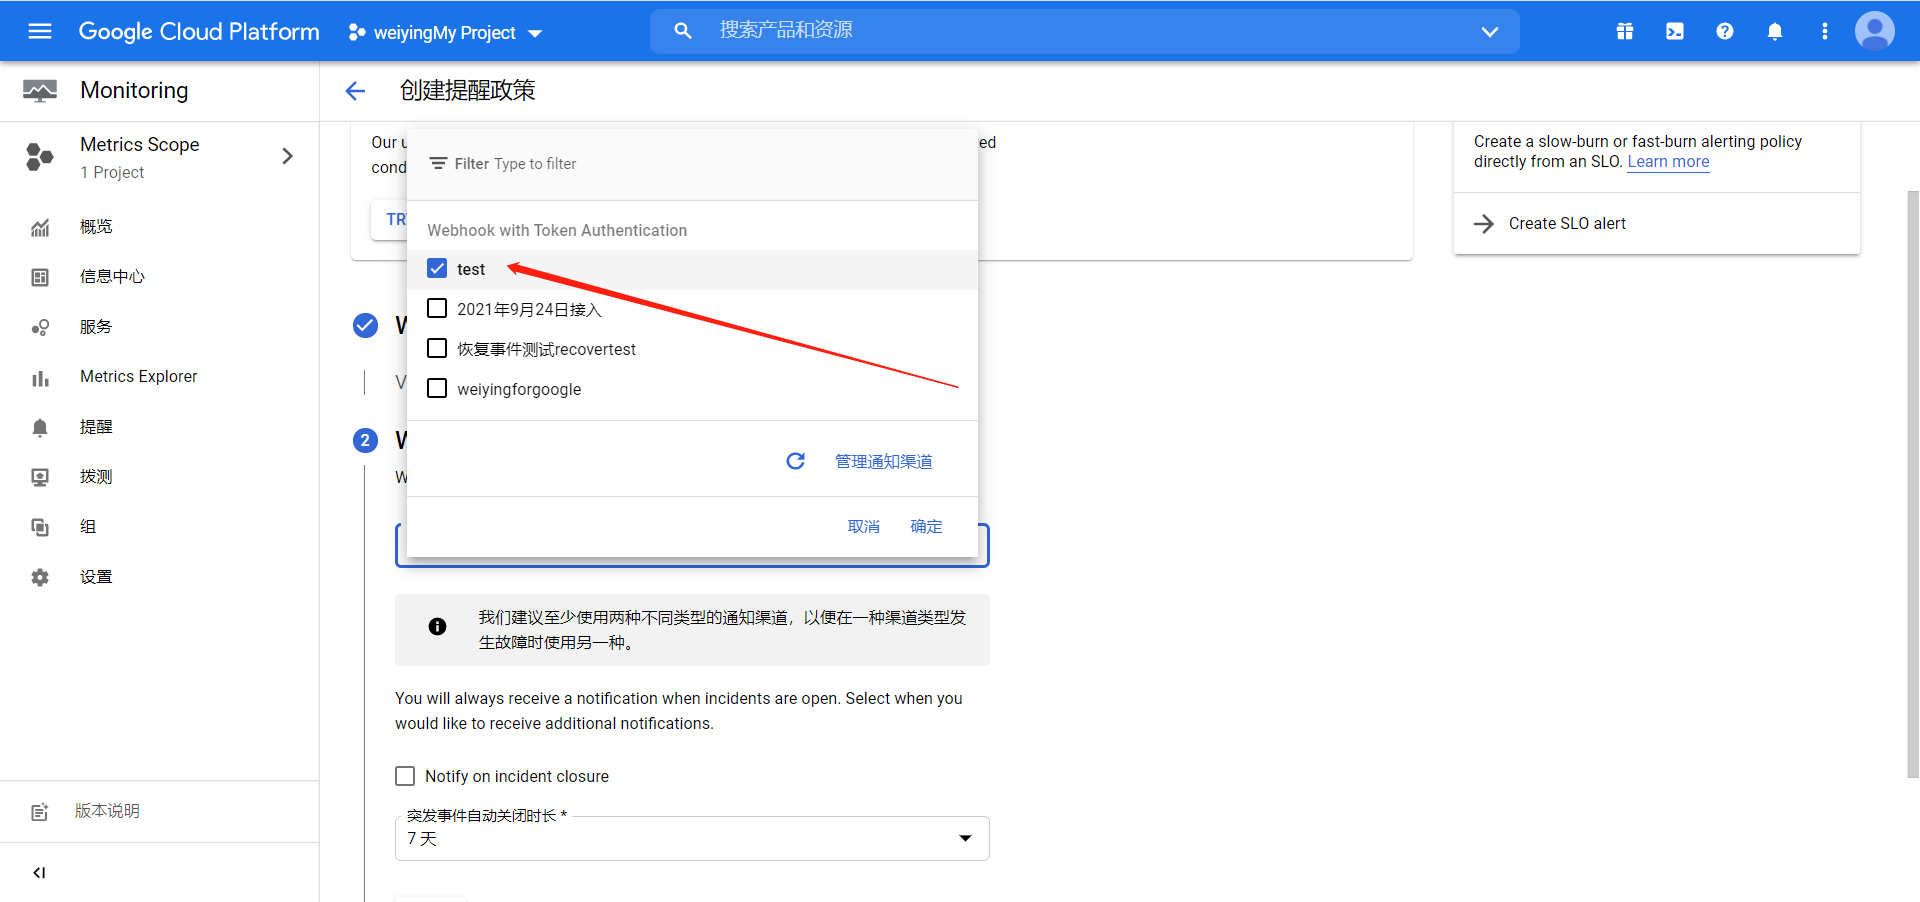 Google Cloud Platform
weiyingMy Project
搜索产品和资源
Monitoring
创建提醒政策
Metrics Scope
1 Project
概览
信息中心
服务
Metrics Explorer
提醒
拨测
组
设置
版本说明
Our
ed
cond
Filter Type to filter
Webhook with Token Authentication
test
2021年9月24日接入
恢复事件测试recovertest
weiyingforgoogle
管理通知渠道
取消 确定
2
我们建议至少使用两种不同类型的通知渠道，以便在一种渠道类型发
生故障时使用另一种。
You will always receive a notification when incidents are open. Select when you
would like to receive additional notifications.
Notify on incident closure
突发事件自动关闭时长 *
7 天
Create a slow-burn or fast-burn alerting policy
directly from an SLO. Learn more
Create SLO alert